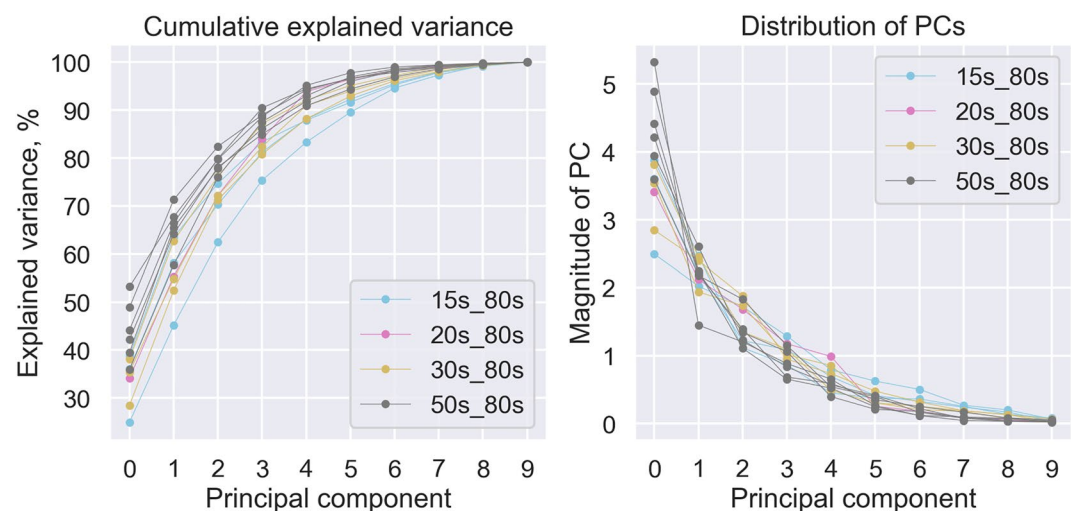 Cumulative explained variance
Explained variance, %
100
90
80
70
60
50
40
30
15s_80s
20s_80s
30s_80s
50s_80s
0 1 2 3 4 5 6 7 8 9
Principal component
Distribution of PCs
Magnitude of PC
5
4
3
2
1
0
15s_80s
20s_80s
30s_80s
50s_80s
0 1 2 3 4 5 6 7 8 9
Principal component